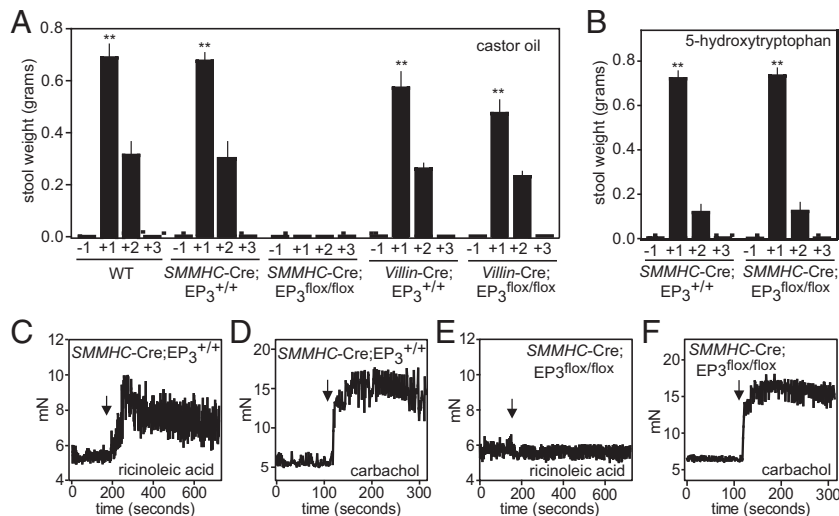 A
castor oil
stool weight (grams)
0.8
0.6
0.4
0.2
0.0
**
**
**
**
-1 +1 +2 +3 -1 +1 +2 +3 -1 +1 +2 +3 -1 +1 +2 +3 -1 +1 +2 +3
WT
SMMHC-Cre;
EP3+/+
SMMHC-Cre;
EP3flox/flox
Villin-Cre;
EP3+/+
Villin-Cre;
EP3flox/flox
B
5-hydroxytryptophan
stool weight (grams)
0.8
0.6
0.4
0.2
0.0
**
**
-1 +1 +2 +3 -1 +1 +2 +3
SMMHC-Cre;
EP3+/+
SMMHC-Cre;
EP3flox/flox
C
SMMHC-Cre;EP3+/+
mN
12
10
8
6
4
ricinoleic acid
0 200 400 600
time (seconds)
D
SMMHC-Cre;EP3+/+
mN
15
10
5
carbachol
0 100 200 300
time (seconds)
E
SMMHC-Cre;
EP3flox/flox
mN
12
10
8
6
4
ricinoleic acid
0 200 400 600
time (seconds)
F
SMMHC-Cre;
EP3flox/flox
mN
15
10
5
carbachol
0 100 200 300
time (seconds)